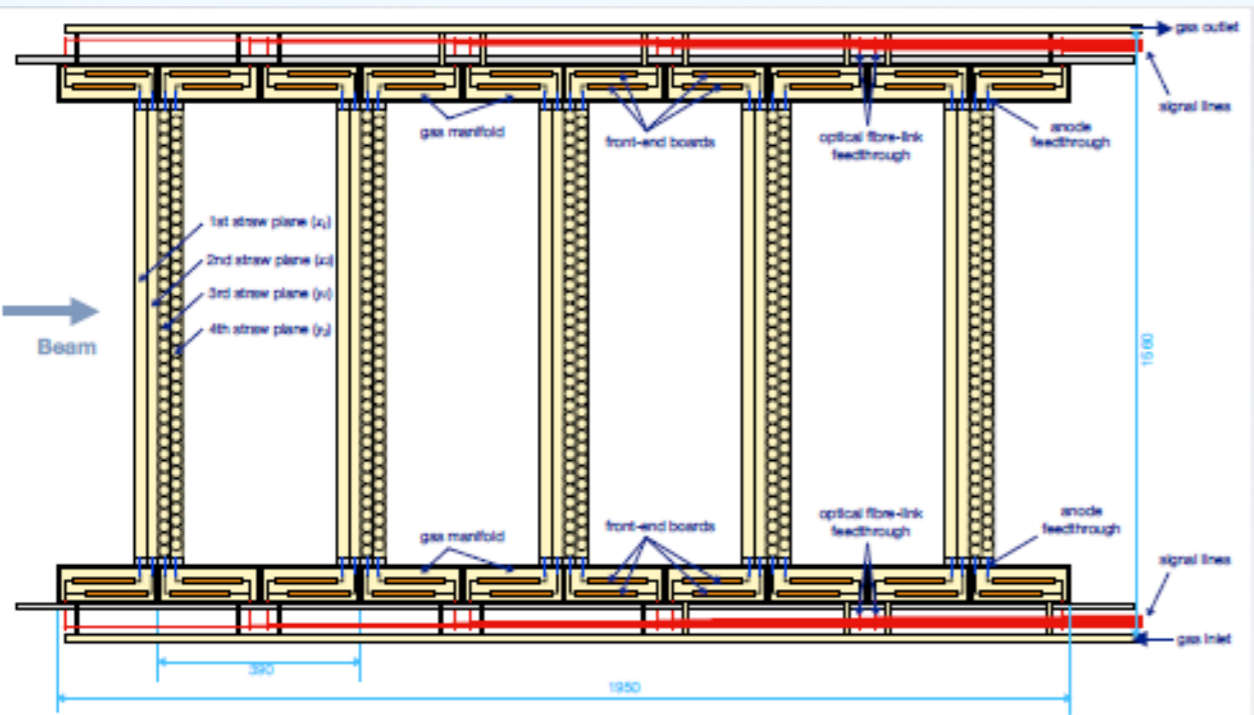 gas outlet
signal lines
gas manifold
front-end boards
optical fibre-link
feedthrough
anode
feedthrough
1st straw plane (x₁)
2nd straw plane (x₂)
3rd straw plane (y₁)
4th straw plane (y₂)
Beam
1560
gas manifold
front-end boards
optical fibre-link
feedthrough
anode
feedthrough
signal lines
gas inlet
390
1950